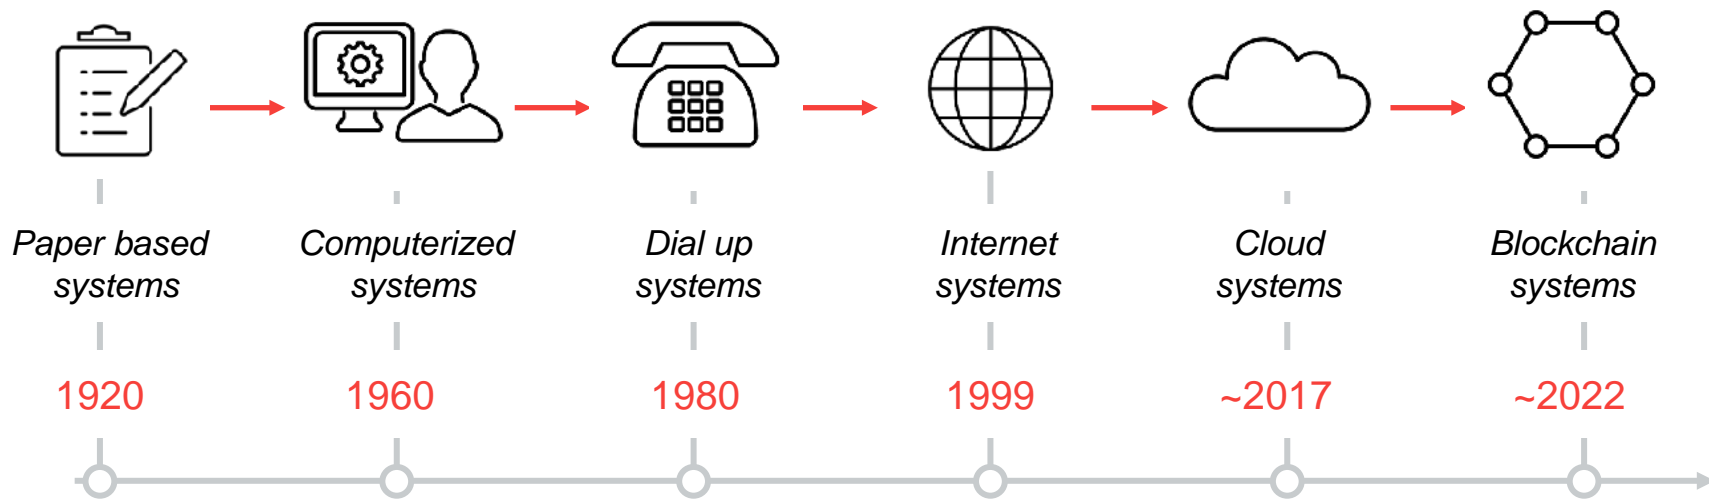 Paper based
systems
Computerized
systems
Dial up
systems
Internet
systems
Cloud
systems
Blockchain
systems
1920
1960
1980
1999
~2017
~2022